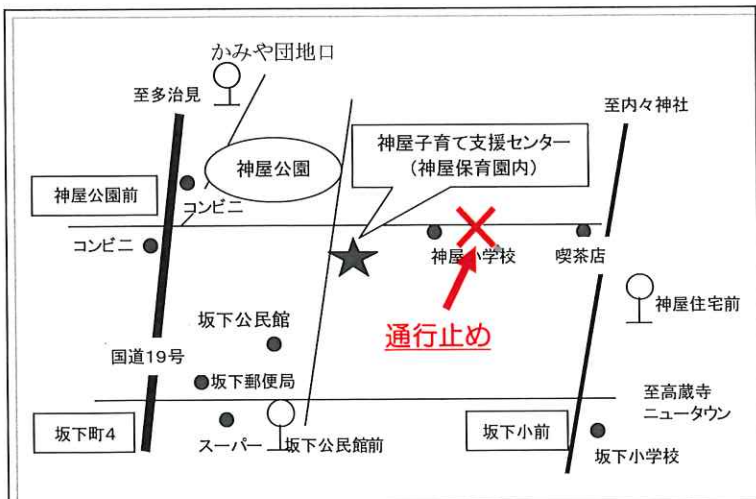 かみや団地口
至多治見
至内々神社
神屋子育て支援センター
（神屋保育園内）
神屋公園
神屋公園前
コンビニ
コンビニ
神屋小学校
喫茶店
神屋住宅前
坂下公民館
通行止め
国道19号
坂下郵便局
至高蔵寺
ニュータウン
坂下町4
スーパー
坂下公民館前
坂下小前
坂下小学校